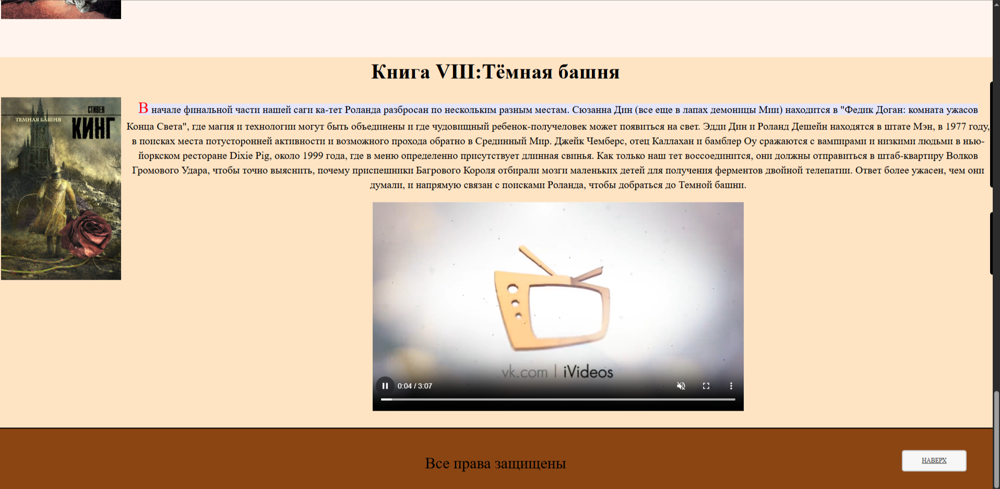 Книга VIII:Тёмная башня
СТИВЕН
ТЕМНАЯ БАШНЯ
КИНГ
В начале финальной части нашей саги ка-тет Роланда разбросан по нескольким разным местам. Сюзанна Дин (все еще в лапах демоницы Мии) находится в "Федик Доган: комната ужасов
Конца Света", где магия и технологии могут быть объединены и где чудовищный ребенок-получеловек может появиться на свет. Эдди Дин и Роланд Дешейн находятся в штате Мэн, в 1977 году,
в поисках места потусторонней активности и возможного прохода обратно в Срединный Мир. Джейк Чемберс, отец Каллахан и бамблер Оу сражаются с вампирами и низкими людьми в нью-
йоркском ресторане Dixie Pig, около 1999 года, где в меню определенно присутствует длинная свинья. Как только наш тет воссоединится, они должны отправиться в штаб-квартиру Волков
Громового Удара, чтобы точно выяснить, почему приспешники Багрового Короля отбирали мозги маленьких детей для получения ферментов двойной телепатии. Ответ более ужасен, чем они
думали, и напрямую связан с поисками Роланда, чтобы добраться до Темной башни.
vk.com | iVideos
0:04 / 3:07
Все права защищены
НАВЕРХ